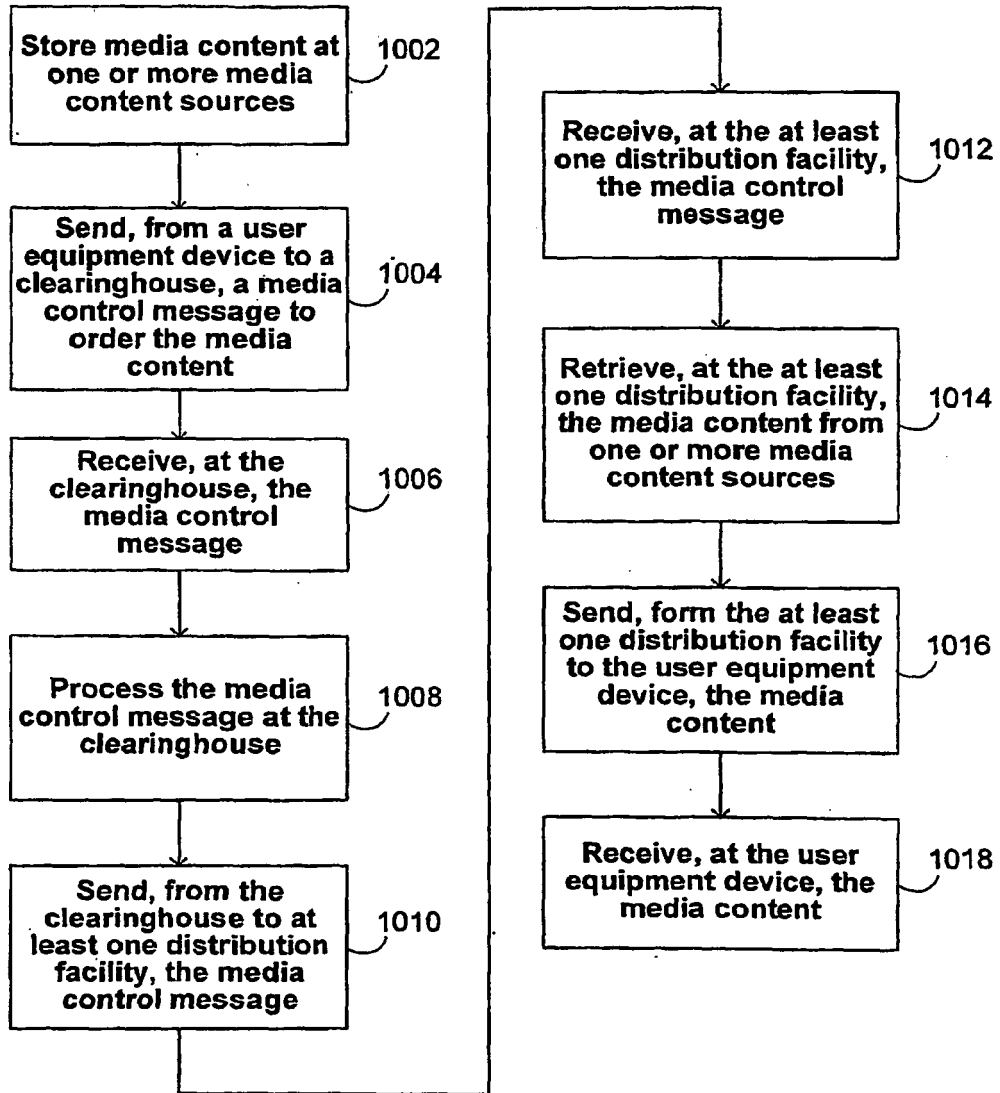 Store media content at
one or more media
content sources
1002
Send, from a user
equipment device to a
clearinghouse, a media
control message to
order the media
content
1004
Receive, at the
clearinghouse, the
media control
message
1006
Process the media
control message at the
clearinghouse
1008
Send, from the
clearinghouse to at
least one distribution
facility, the media
control message
1010
Receive, at the at least
one distribution facility,
the media control
message
1012
Retrieve, at the at least
one distribution facility,
the media content from
one or more media
content sources
1014
Send, form the at least
one distribution facility
to the user equipment
device, the media
content
1016
Receive, at the user
equipment device, the
media content
1018